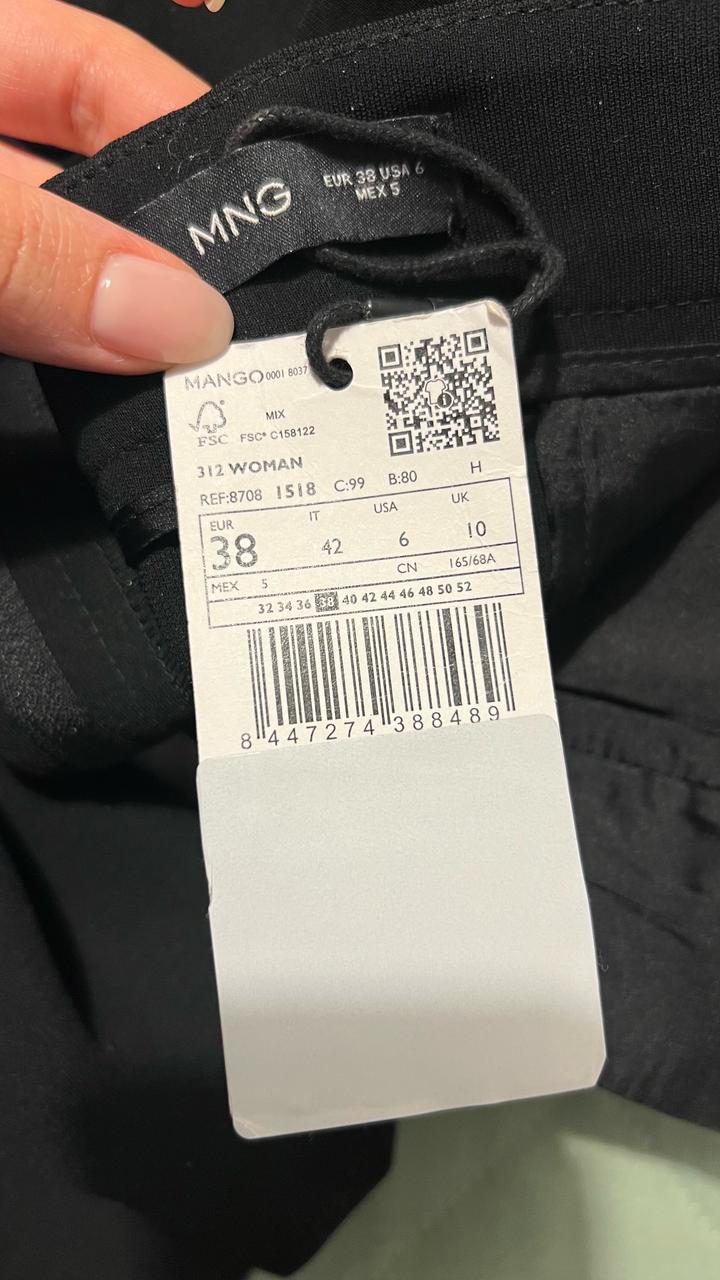 MNG
EUR 38 USA 6
MEX 5
MANGO 0001 8037
MIX
FSC FSC® C158122
312 WOMAN
REF:8708 1518 C:99 B:80 H
EUR IT USA UK
38 42 6 10
MEX 5 CN 165/68A
32 34 36 38 40 42 44 46 48 50 52
8 447274 388489